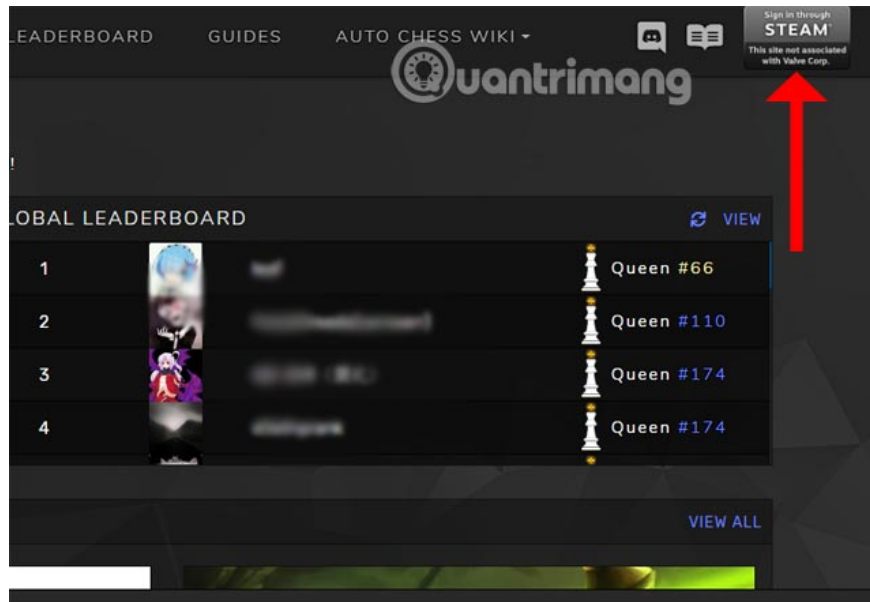 LEADERBOARD GUIDES AUTO CHESS WIKI
Sign in through
STEAM
This site not associated
with Valve Corp.
Quantrimang
!
OBAL LEADERBOARD VIEW
1 Queen #66
2 Queen #110
3 Queen #174
4 Queen #174
VIEW ALL